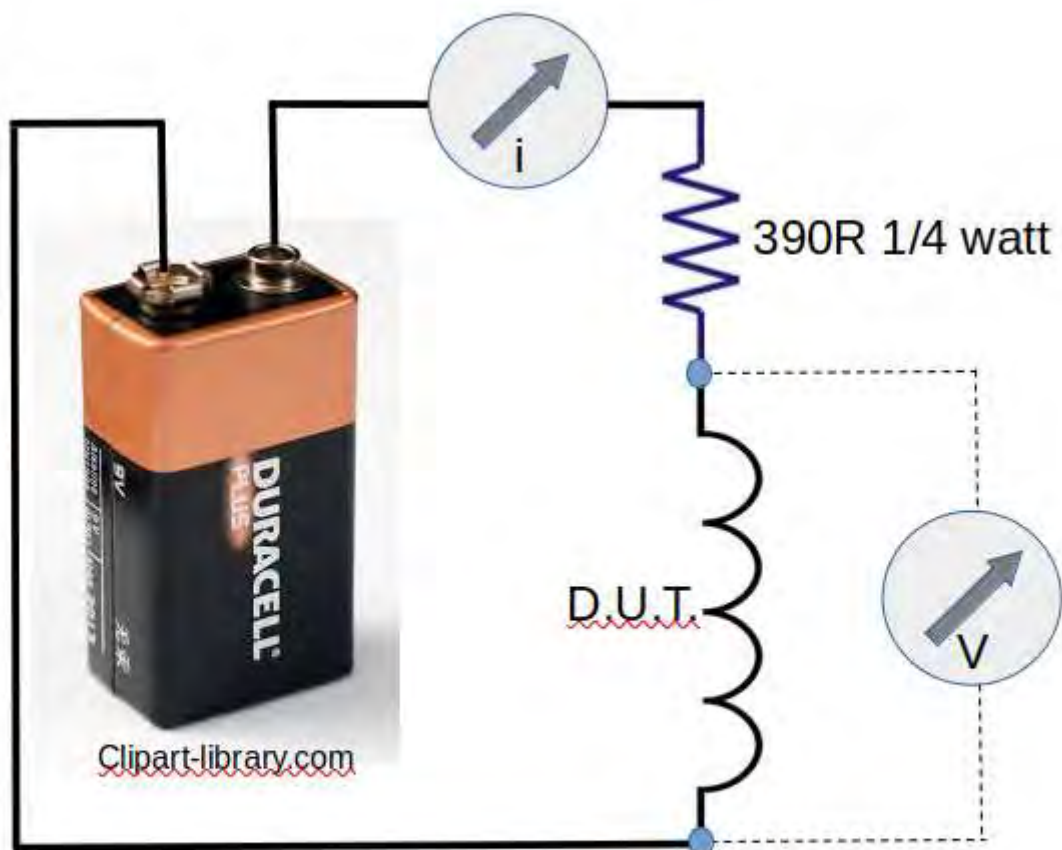 i
390R 1/4 watt
9V
DURACELL
PLUS
D.U.T.
V
Clipart-library.com